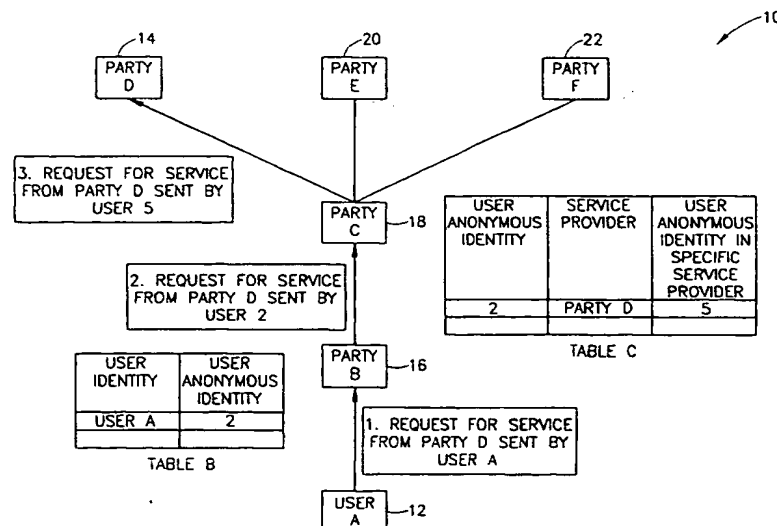 10
14
20
22
PARTY
D
PARTY
E
PARTY
F
3. REQUEST FOR SERVICE
FROM PARTY D SENT BY
USER 5
PARTY
C
18
USER
ANONYMOUS
IDENTITY
SERVICE
PROVIDER
USER
ANONYMOUS
IDENTITY IN
SPECIFIC
SERVICE
PROVIDER
2
PARTY D
5
TABLE C
2. REQUEST FOR SERVICE
FROM PARTY D SENT BY
USER 2
PARTY
B
16
USER
IDENTITY
USER
ANONYMOUS
IDENTITY
USER A
2
TABLE B
1. REQUEST FOR SERVICE
FROM PARTY D SENT BY
USER A
USER
A
12